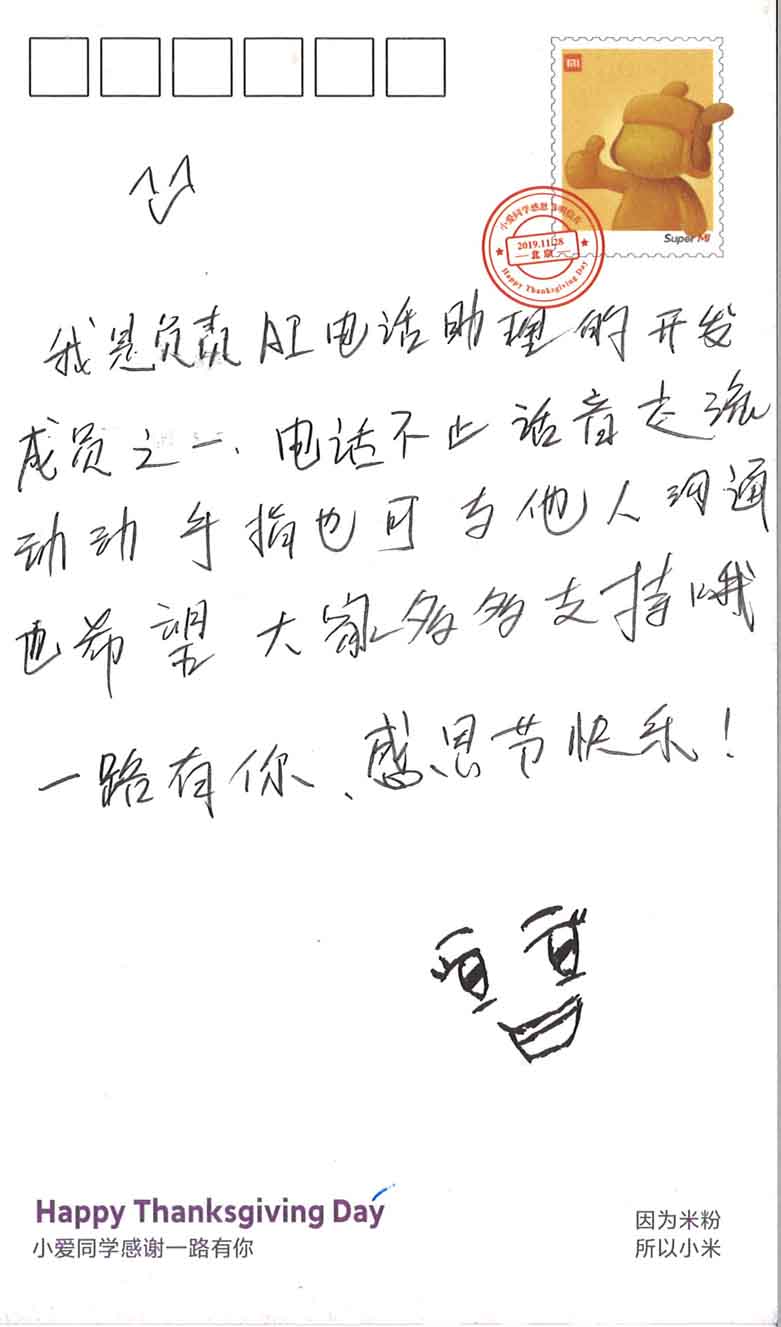 MI
Super MI
小爱同学感恩节明信片
2019.11.28
北京
Happy Thanksgiving Day
我是负责AI电话助理的开发
成员之一、电话不止话音交流
动动手指也可与他人沟通
也希望大家多多支持哦
一路有你、感恩节快乐！
Happy Thanksgiving Day
小爱同学感谢一路有你
因为米粉
所以小米